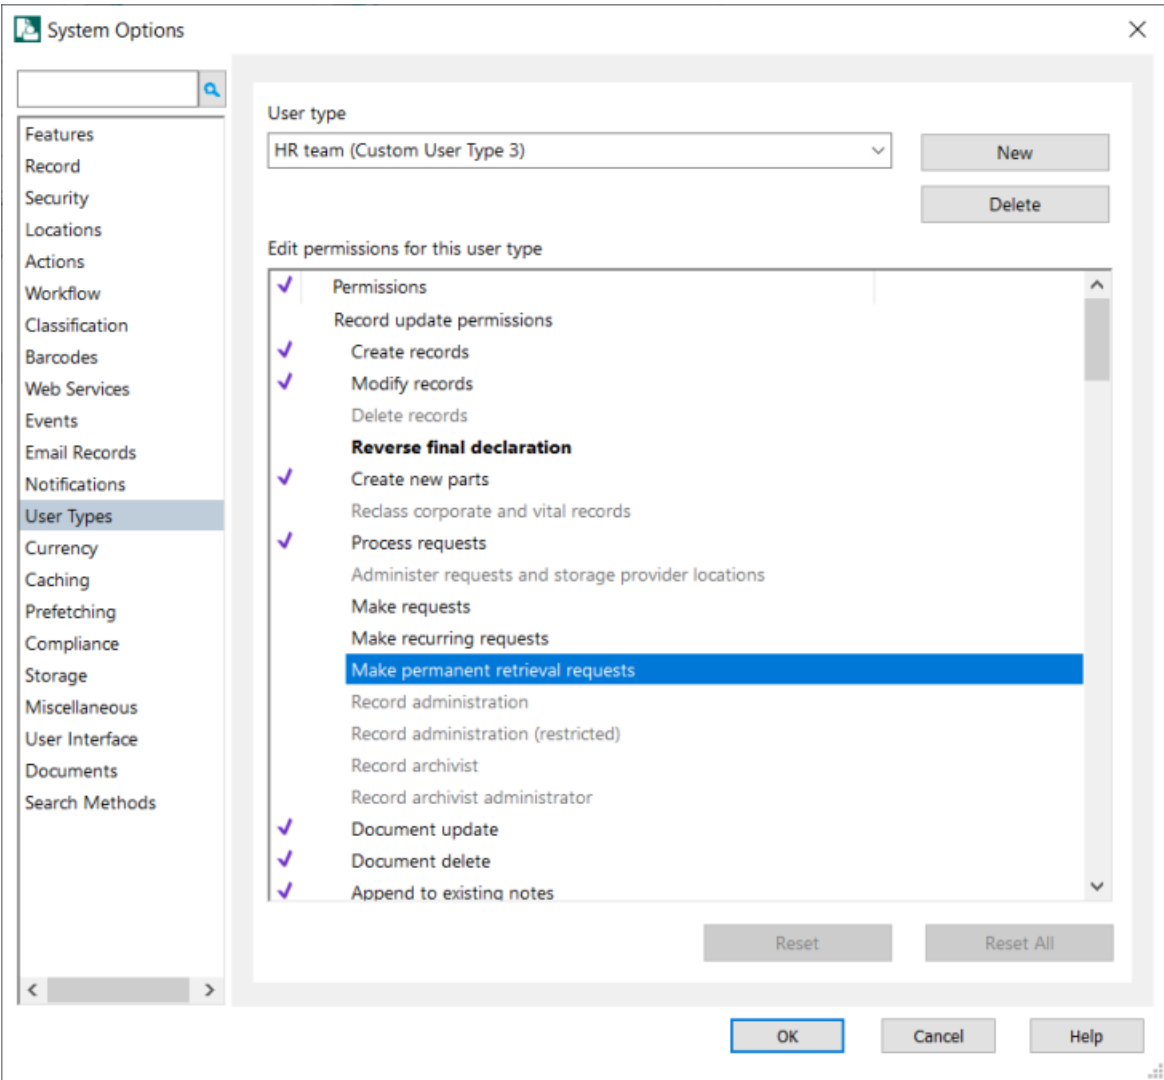 System Options
Features
Record
Security
Locations
Actions
Workflow
Classification
Barcodes
Web Services
Events
Email Records
Notifications
User Types
Currency
Caching
Prefetching
Compliance
Storage
Miscellaneous
User Interface
Documents
Search Methods
User type
HR team (Custom User Type 3)
New
Delete
Edit permissions for this user type
Permissions
Record update permissions
Create records
Modify records
Delete records
Reverse final declaration
Create new parts
Reclass corporate and vital records
Process requests
Administer requests and storage provider locations
Make requests
Make recurring requests
Make permanent retrieval requests
Record administration
Record administration (restricted)
Record archivist
Record archivist administrator
Document update
Document delete
Append to existing notes
Reset
Reset All
OK
Cancel
Help